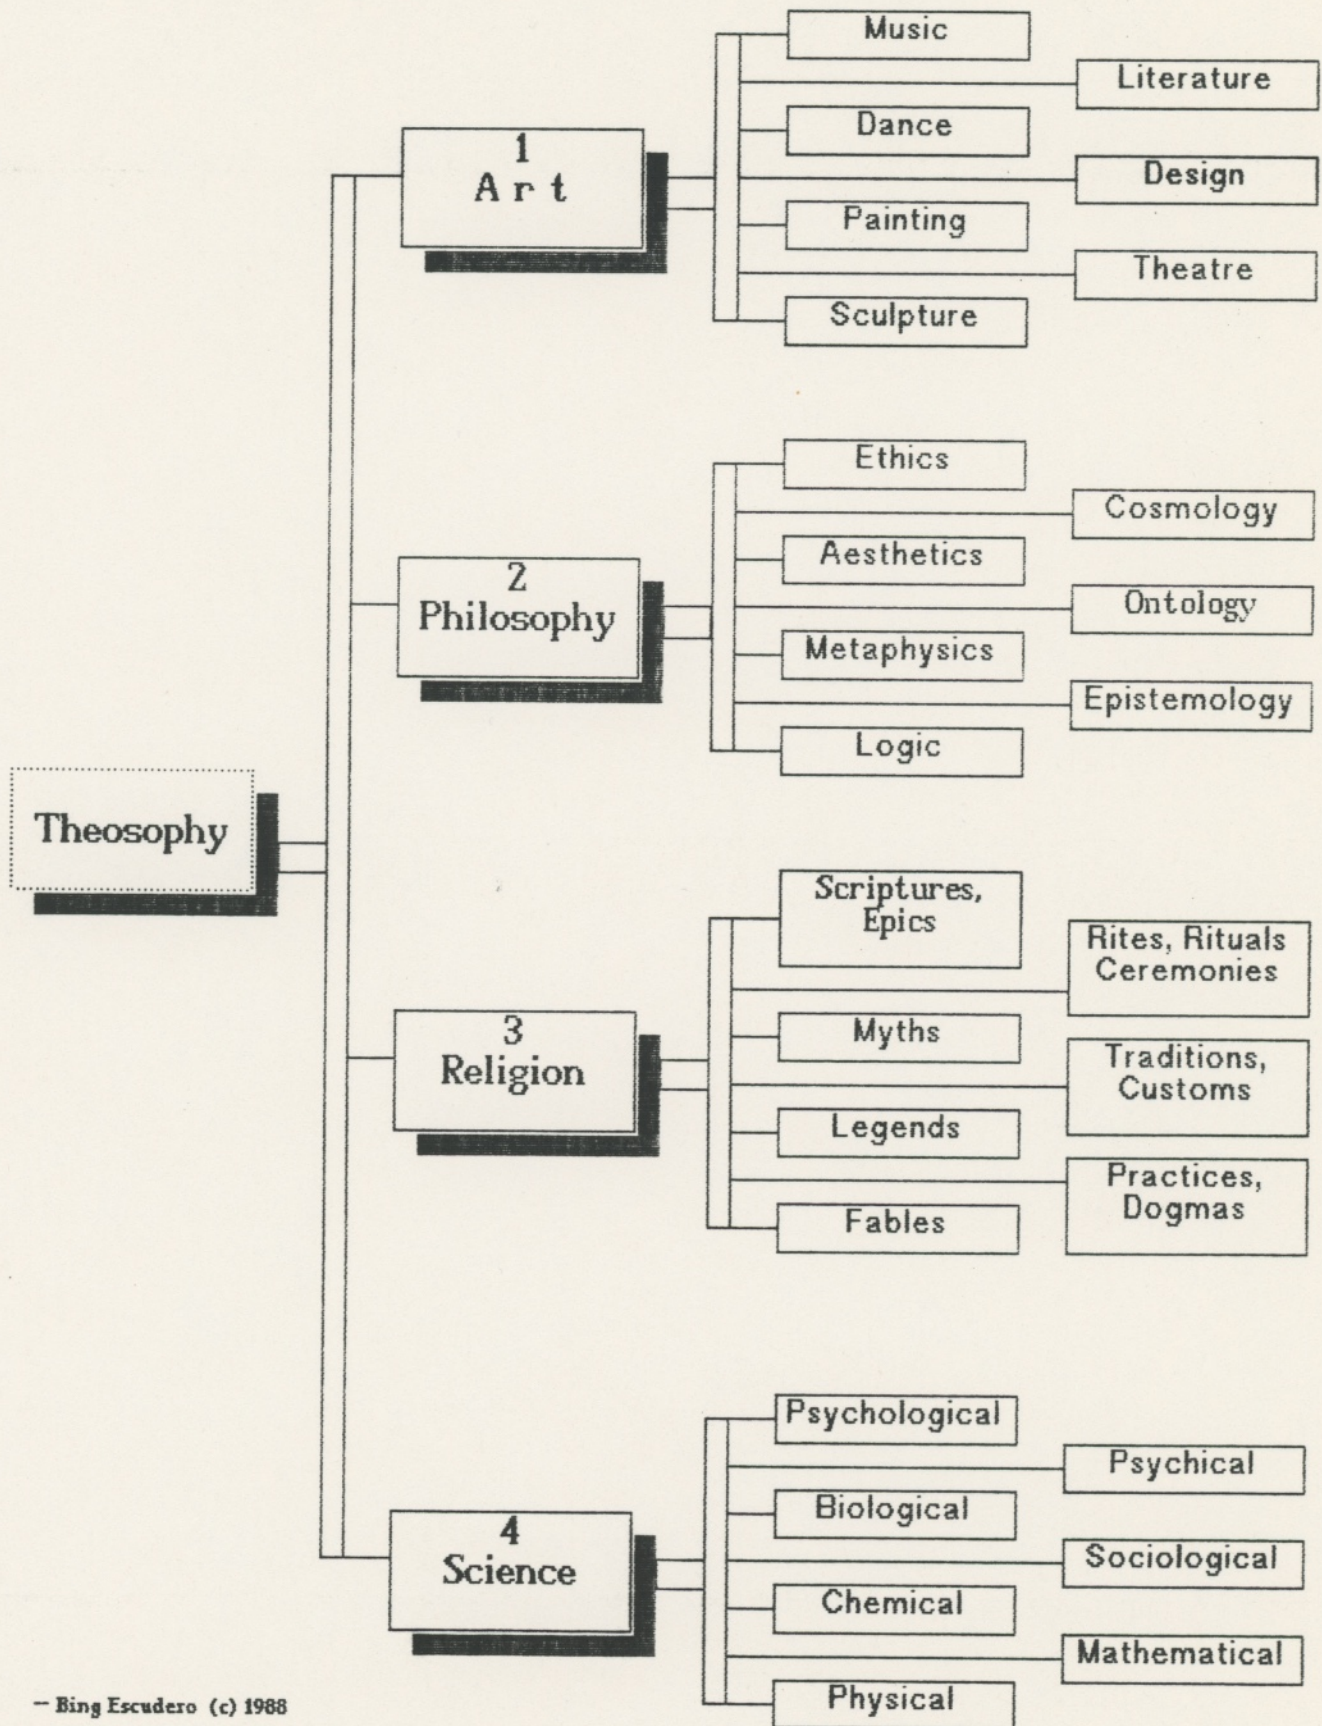 Music
Literature
Dance
Design
Painting
Theatre
Sculpture
1
Art
Ethics
Cosmology
Aesthetics
Ontology
Metaphysics
Epistemology
Logic
2
Philosophy
Theosophy
Scriptures,
Epics
Rites, Rituals
Ceremonies
Myths
Traditions,
Customs
Legends
Practices,
Dogmas
Fables
3
Religion
Psychological
Psychical
Biological
Sociological
Chemical
Mathematical
Physical
4
Science
– Bing Escudero (c) 1988